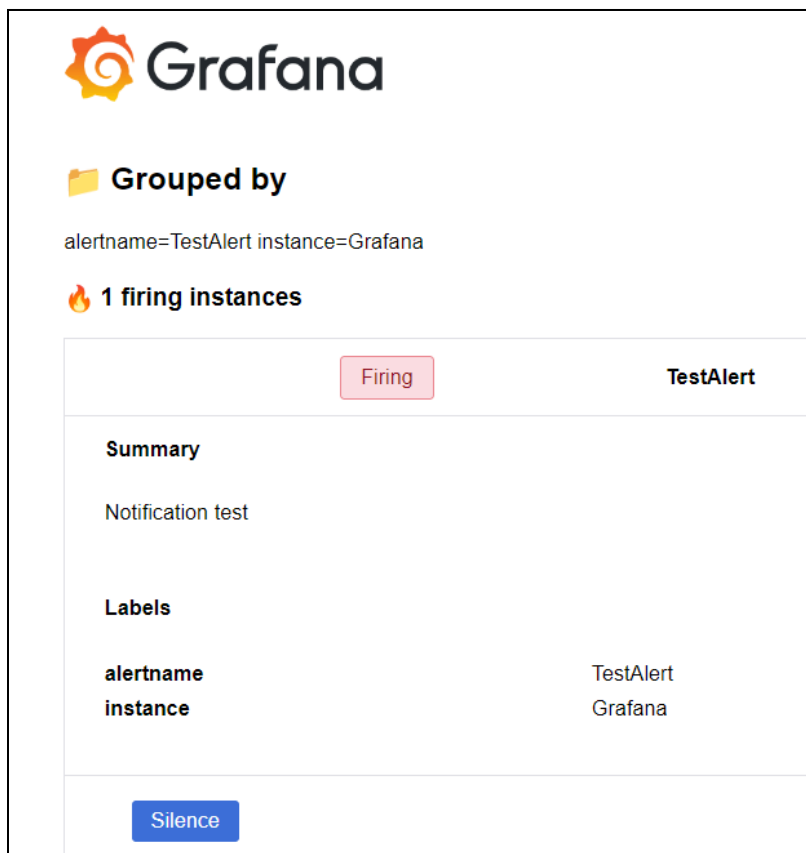 Grafana
Grouped by
alertname=TestAlert instance=Grafana
1 firing instances
Firing TestAlert
Summary
Notification test
Labels
alertname TestAlert
instance Grafana
Silence